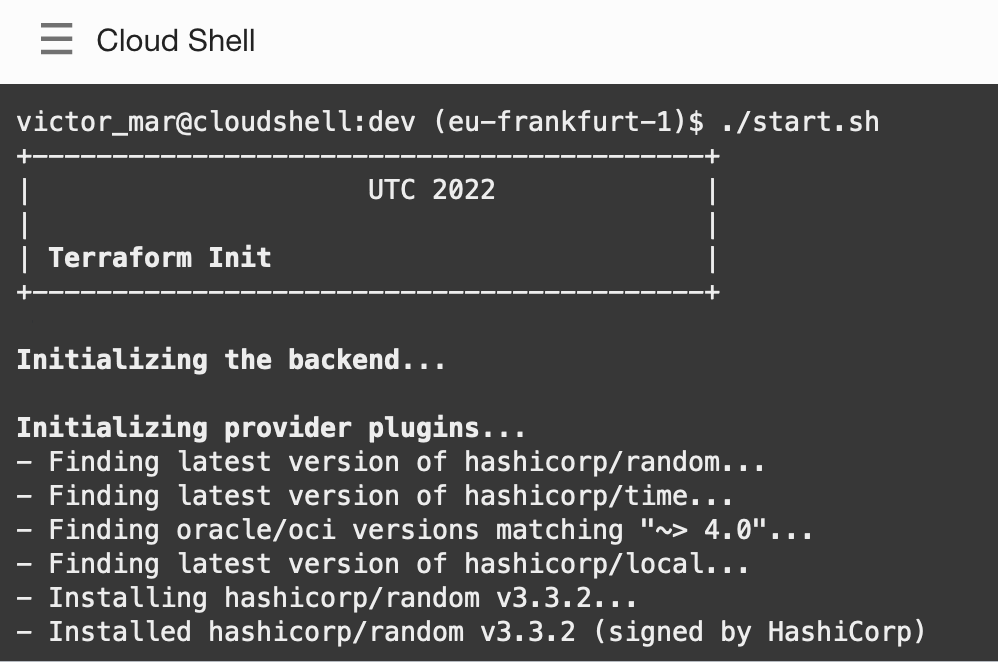 Cloud Shell
victor_mar@cloudshell:dev (eu-frankfurt-1)$ ./start.sh
+------------------------------------------+
|                     UTC 2022             |
|                                          |
| Terraform Init                           |
+------------------------------------------+
Initializing the backend...
Initializing provider plugins...
- Finding latest version of hashicorp/random...
- Finding latest version of hashicorp/time...
- Finding oracle/oci versions matching "~> 4.0"...
- Finding latest version of hashicorp/local...
- Installing hashicorp/random v3.3.2...
- Installed hashicorp/random v3.3.2 (signed by HashiCorp)